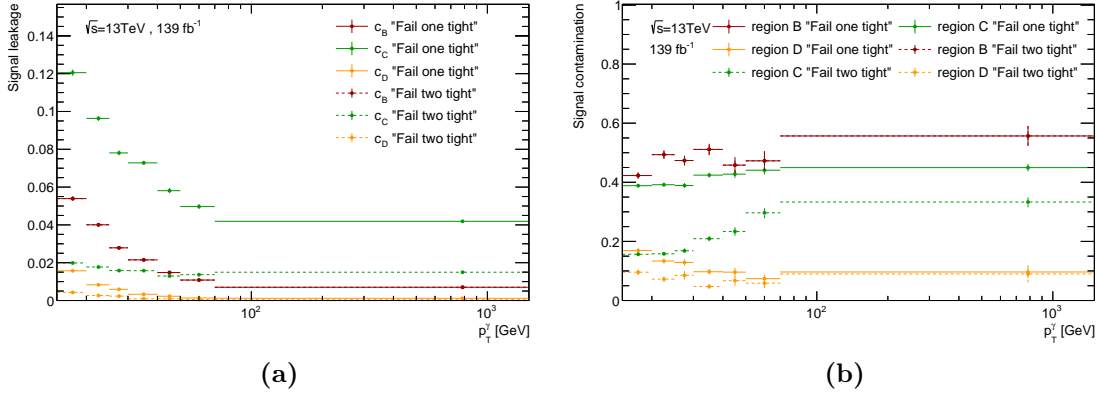 Signal leakage
√s=13TeV , 139 fb⁻¹
c_B "Fail one tight"
c_C "Fail one tight"
c_D "Fail one tight"
c_B "Fail two tight"
c_C "Fail two tight"
c_D "Fail two tight"
0.14
0.12
0.1
0.08
0.06
0.04
0.02
0
10² 10³
p_T^γ [GeV]
(a)
Signal contamination
√s=13TeV
139 fb⁻¹
region B "Fail one tight" region C "Fail one tight"
region D "Fail one tight" region B "Fail two tight"
region C "Fail two tight" region D "Fail two tight"
1
0.8
0.6
0.4
0.2
0
10² 10³
p_T^γ [GeV]
(b)